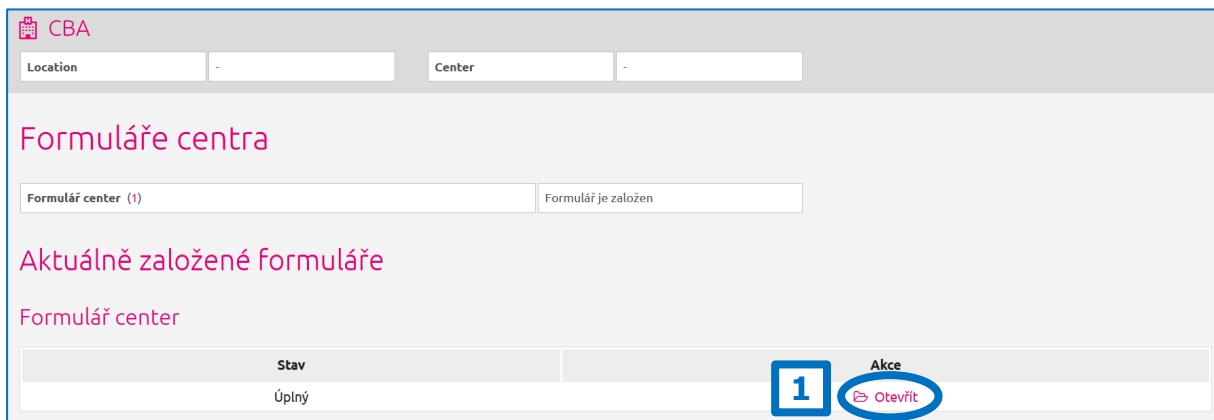 CBA
Location - Center -
Formuláře centra
Formulář center (1) Formulář je založen
Aktuálně založené formuláře
Formulář center
Stav Akce
Úplný 1 Otevřít